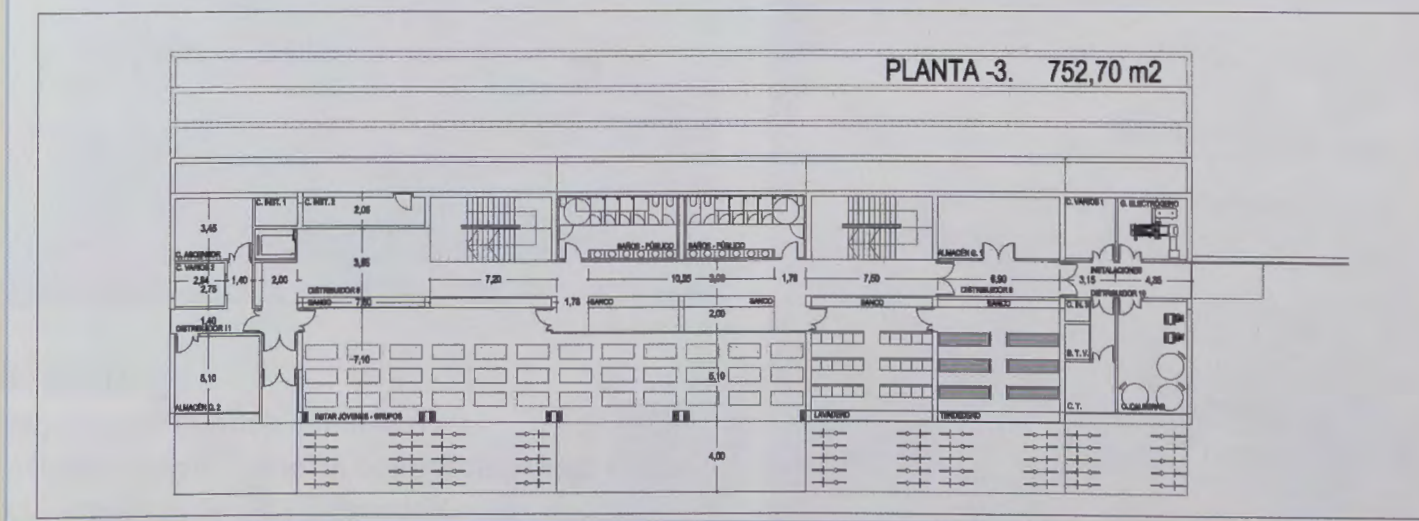 PLANTA -3. 752,70 m2
C. INST. 1
C. INST. 2
2,05
C. VARIOS 1
G. ELECTRÓGENO
3,45
BAÑOS - PÚBLICO
BAÑOS - PÚBLICO
C. ASCENSOR
ALMACÉN G. 1
C. VARIOS 2
3,85
INSTALACIONES
2,84
1,40
2,00
7,20
10,25
3,00
1,75
7,50
6,90
3,15
4,35
2,75
DISTRIBUIDOR 9
DISTRIBUIDOR 8
DISTRIBUIDOR 10
BANCO
7,50
1,75
BANCO
BANCO
BANCO
BANCO
1,40
2,00
DISTRIBUIDOR 11
B. T. V.
7,10
5,10
5,10
ALMACÉN G. 2
ESTAR JÓVENES - GRUPOS
LAVADERO
TENDEDERO
C. T.
C. CALDERAS
4,00